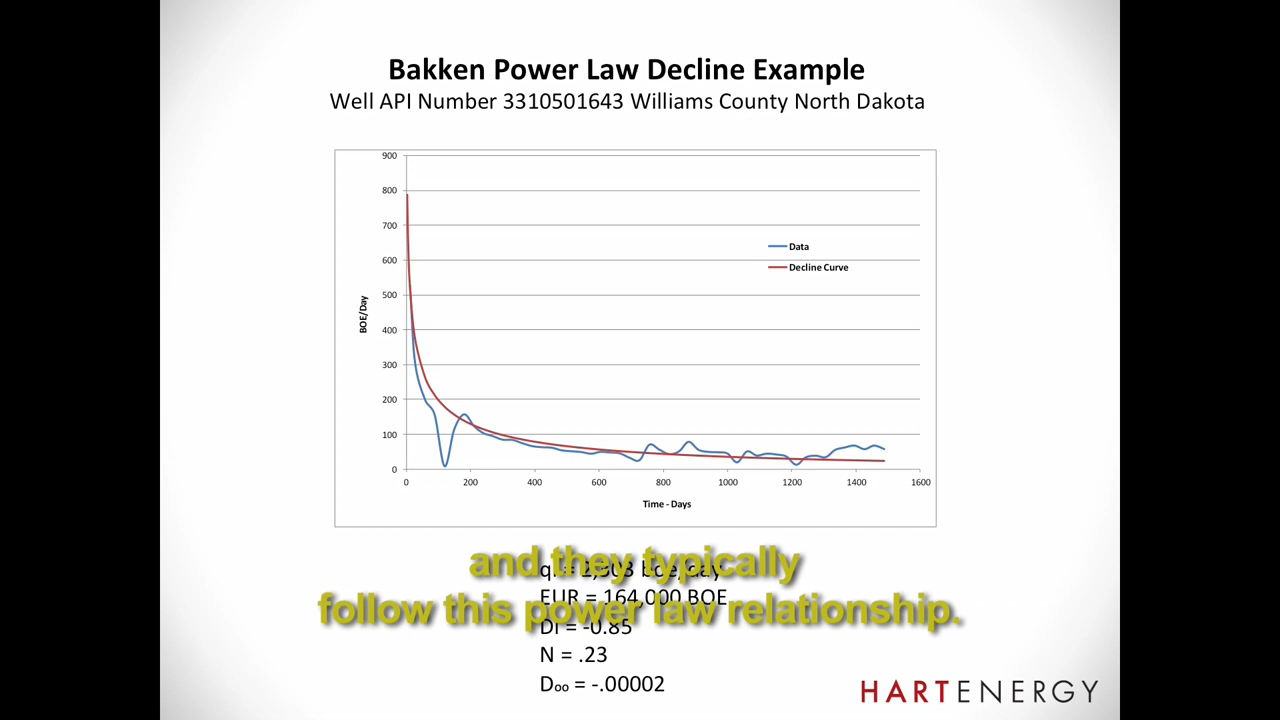 Bakken Power Law Decline Example
Well API Number 3310501643 Williams County North Dakota
900
800
700
600
500
400
300
200
100
0
BOE/Day
Data
Decline Curve
0 200 400 600 800 1000 1200 1400 1600
Time - Days
and they typically
boe/day
EUR = 164,000 BOE
follow this power law relationship.
Di = -0.85
N = .23
Doo = -.00002
HARTENERGY